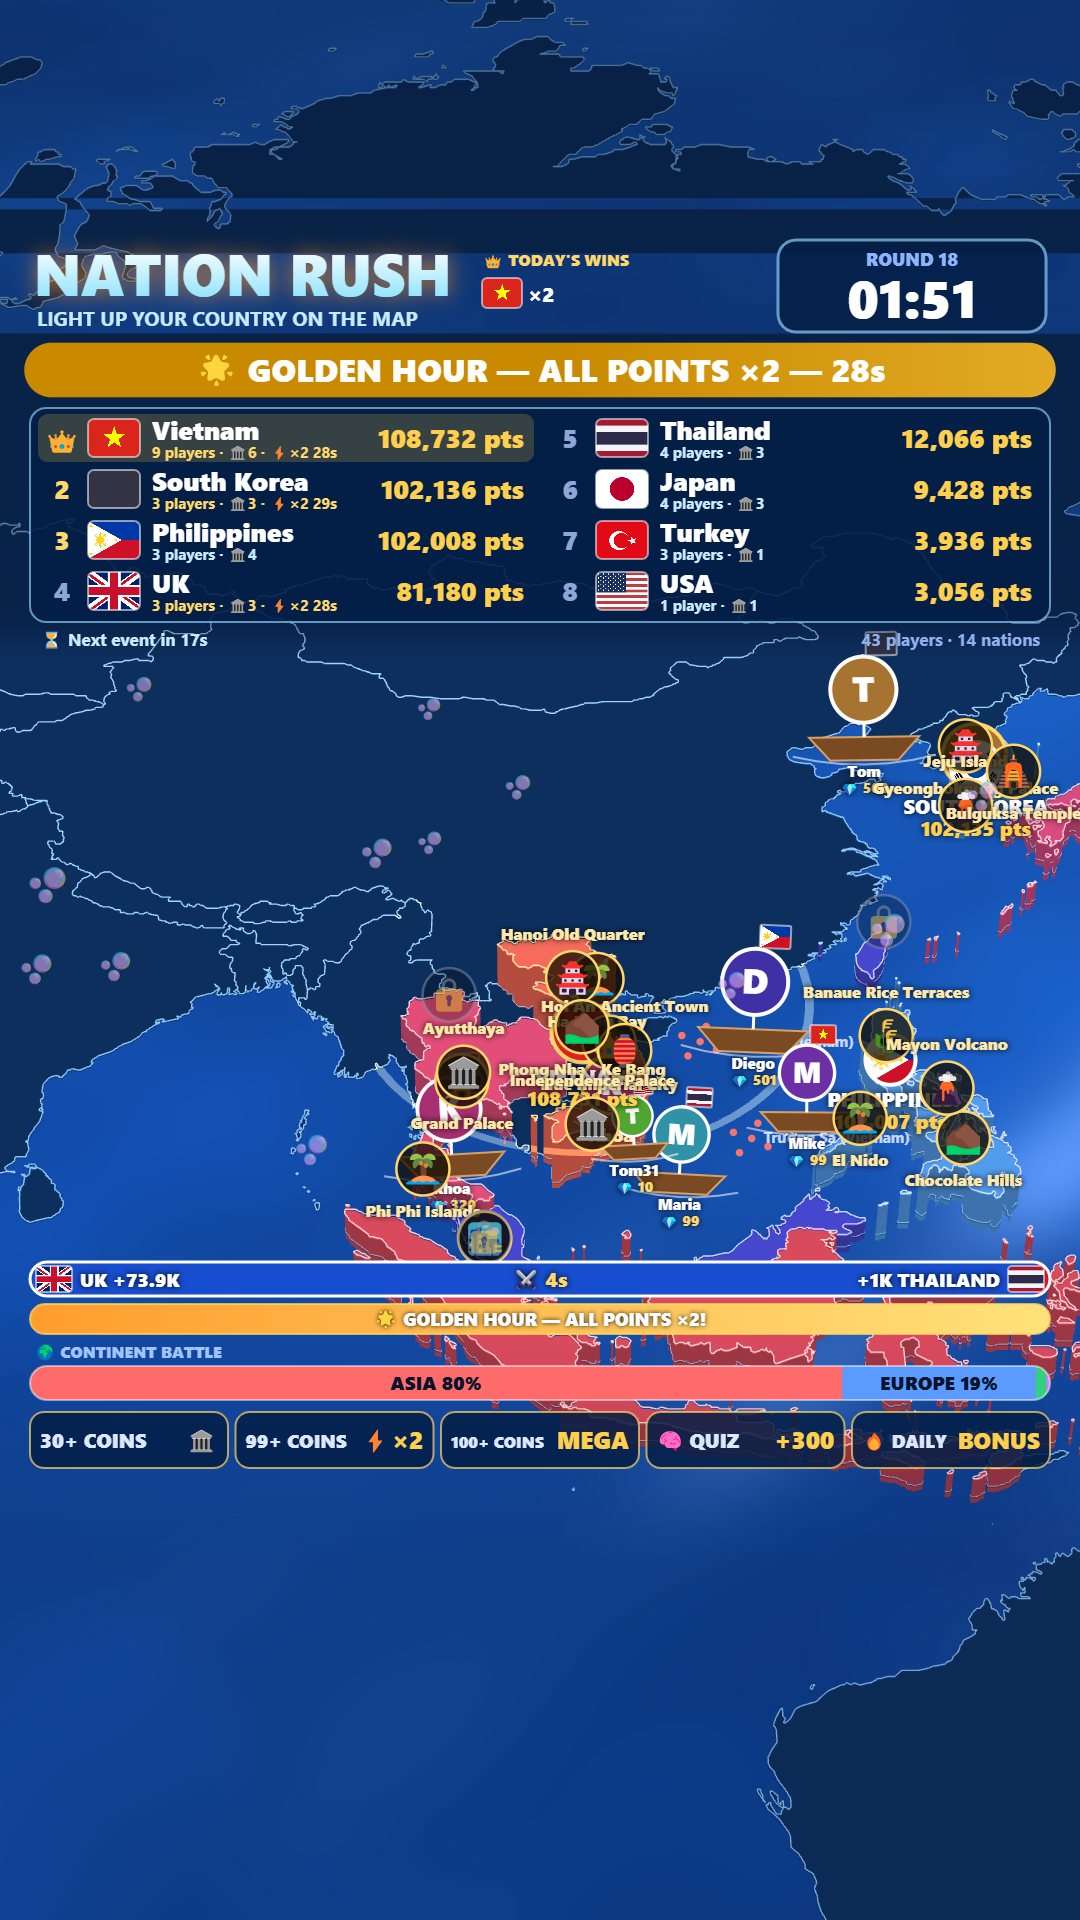 NATION RUSH
LIGHT UP YOUR COUNTRY ON THE MAP
TODAY'S WINS
×2
ROUND 18
01:51
GOLDEN HOUR — ALL POINTS ×2 — 28s
Vietnam
9 players · 6 · ×2 28s
108,732 pts
2
South Korea
3 players · 3 · ×2 29s
102,136 pts
3
Philippines
3 players · 4
102,008 pts
4
UK
3 players · 3 · ×2 28s
81,180 pts
5
Thailand
4 players · 3
12,066 pts
6
Japan
4 players · 3
9,428 pts
7
Turkey
3 players · 1
3,936 pts
8
USA
1 player · 1
3,056 pts
Next event in 17s
43 players · 14 nations
T
Tom
Bulguksa Temple
Hanoi Old Quarter
D
Diego
501
Banaue Rice Terraces
Mayon Volcano
Ayutthaya
Independence Palace
M
Mike
99
El Nido
Chocolate Hills
Grand Palace
T
Tom31
10
M
Maria
99
Phi Phi Islands
UK +73.9K
4s
+1K THAILAND
GOLDEN HOUR — ALL POINTS ×2!
CONTINENT BATTLE
ASIA 80%
EUROPE 19%
30+ COINS
99+ COINS
×2
100+ COINS
MEGA
QUIZ
+300
DAILY
BONUS